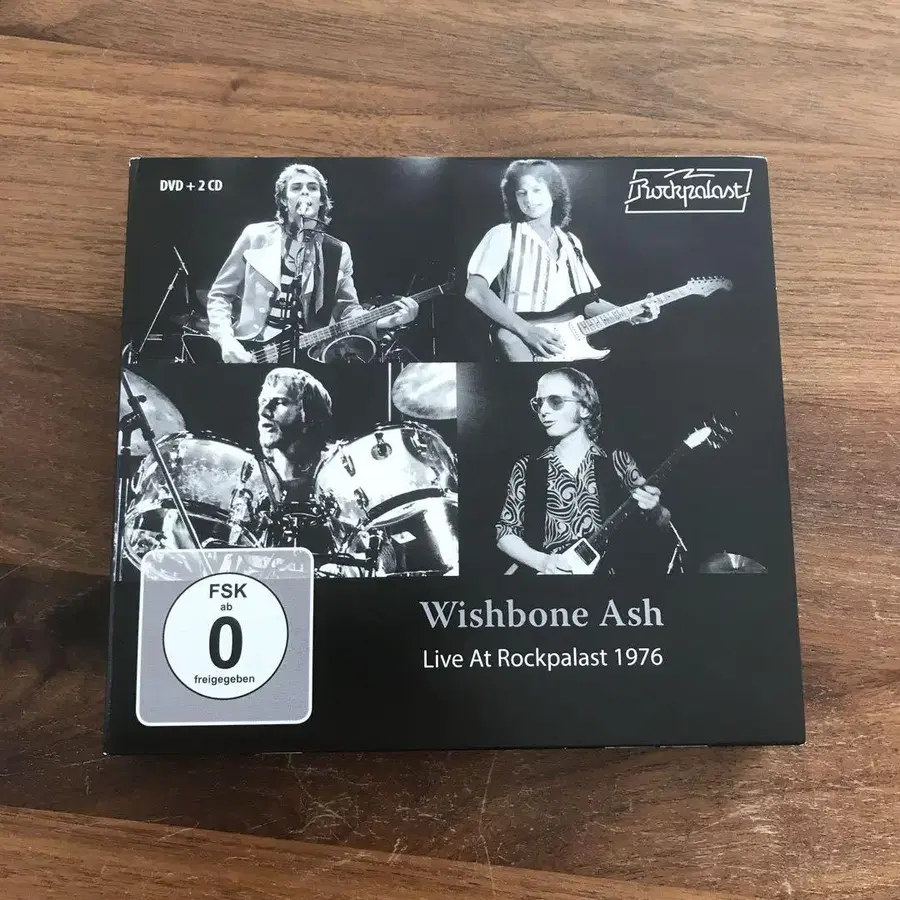 DVD + 2 CD
Rockpalast
FSK
ab
0
freigegeben
Wishbone Ash
Live At Rockpalast 1976